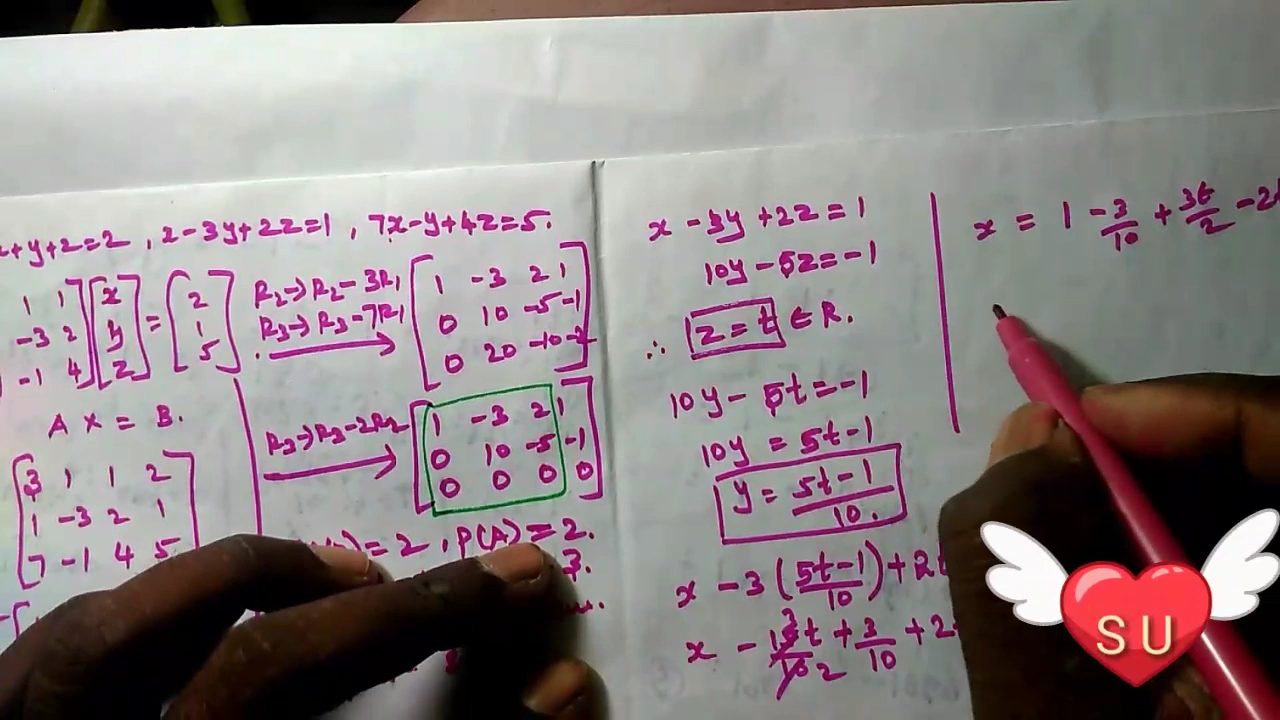 x+y+z=2 , x-3y+2z=1 , 7x-y+4z=5.
1 1
-3 2
-1 4
x
y
z
=
2
1
5
.
A X = B.
3 1 1 2
1 -3 2 1
7 -1 4 5
R2→R2-3R1
R3→R3-7R1
1 -3 2 1
0 10 -5 -1
0 20 -10 -2
R3→R3-2R2
1 -3 2 1
0 10 -5 -1
0 0 0 0
)=2 , P(A)=2.
3.
x - 3y + 2z = 1
10y - 5z = -1
∴ z = t ∈ R.
10y - 5t = -1
10y = 5t-1
y = 5t-1/10.
x - 3(5t-1/10)+2t
x - 15t/10 + 3/10 + 2
3
2
x = 1 - 3/10 + 3t/2 - 2t
SU